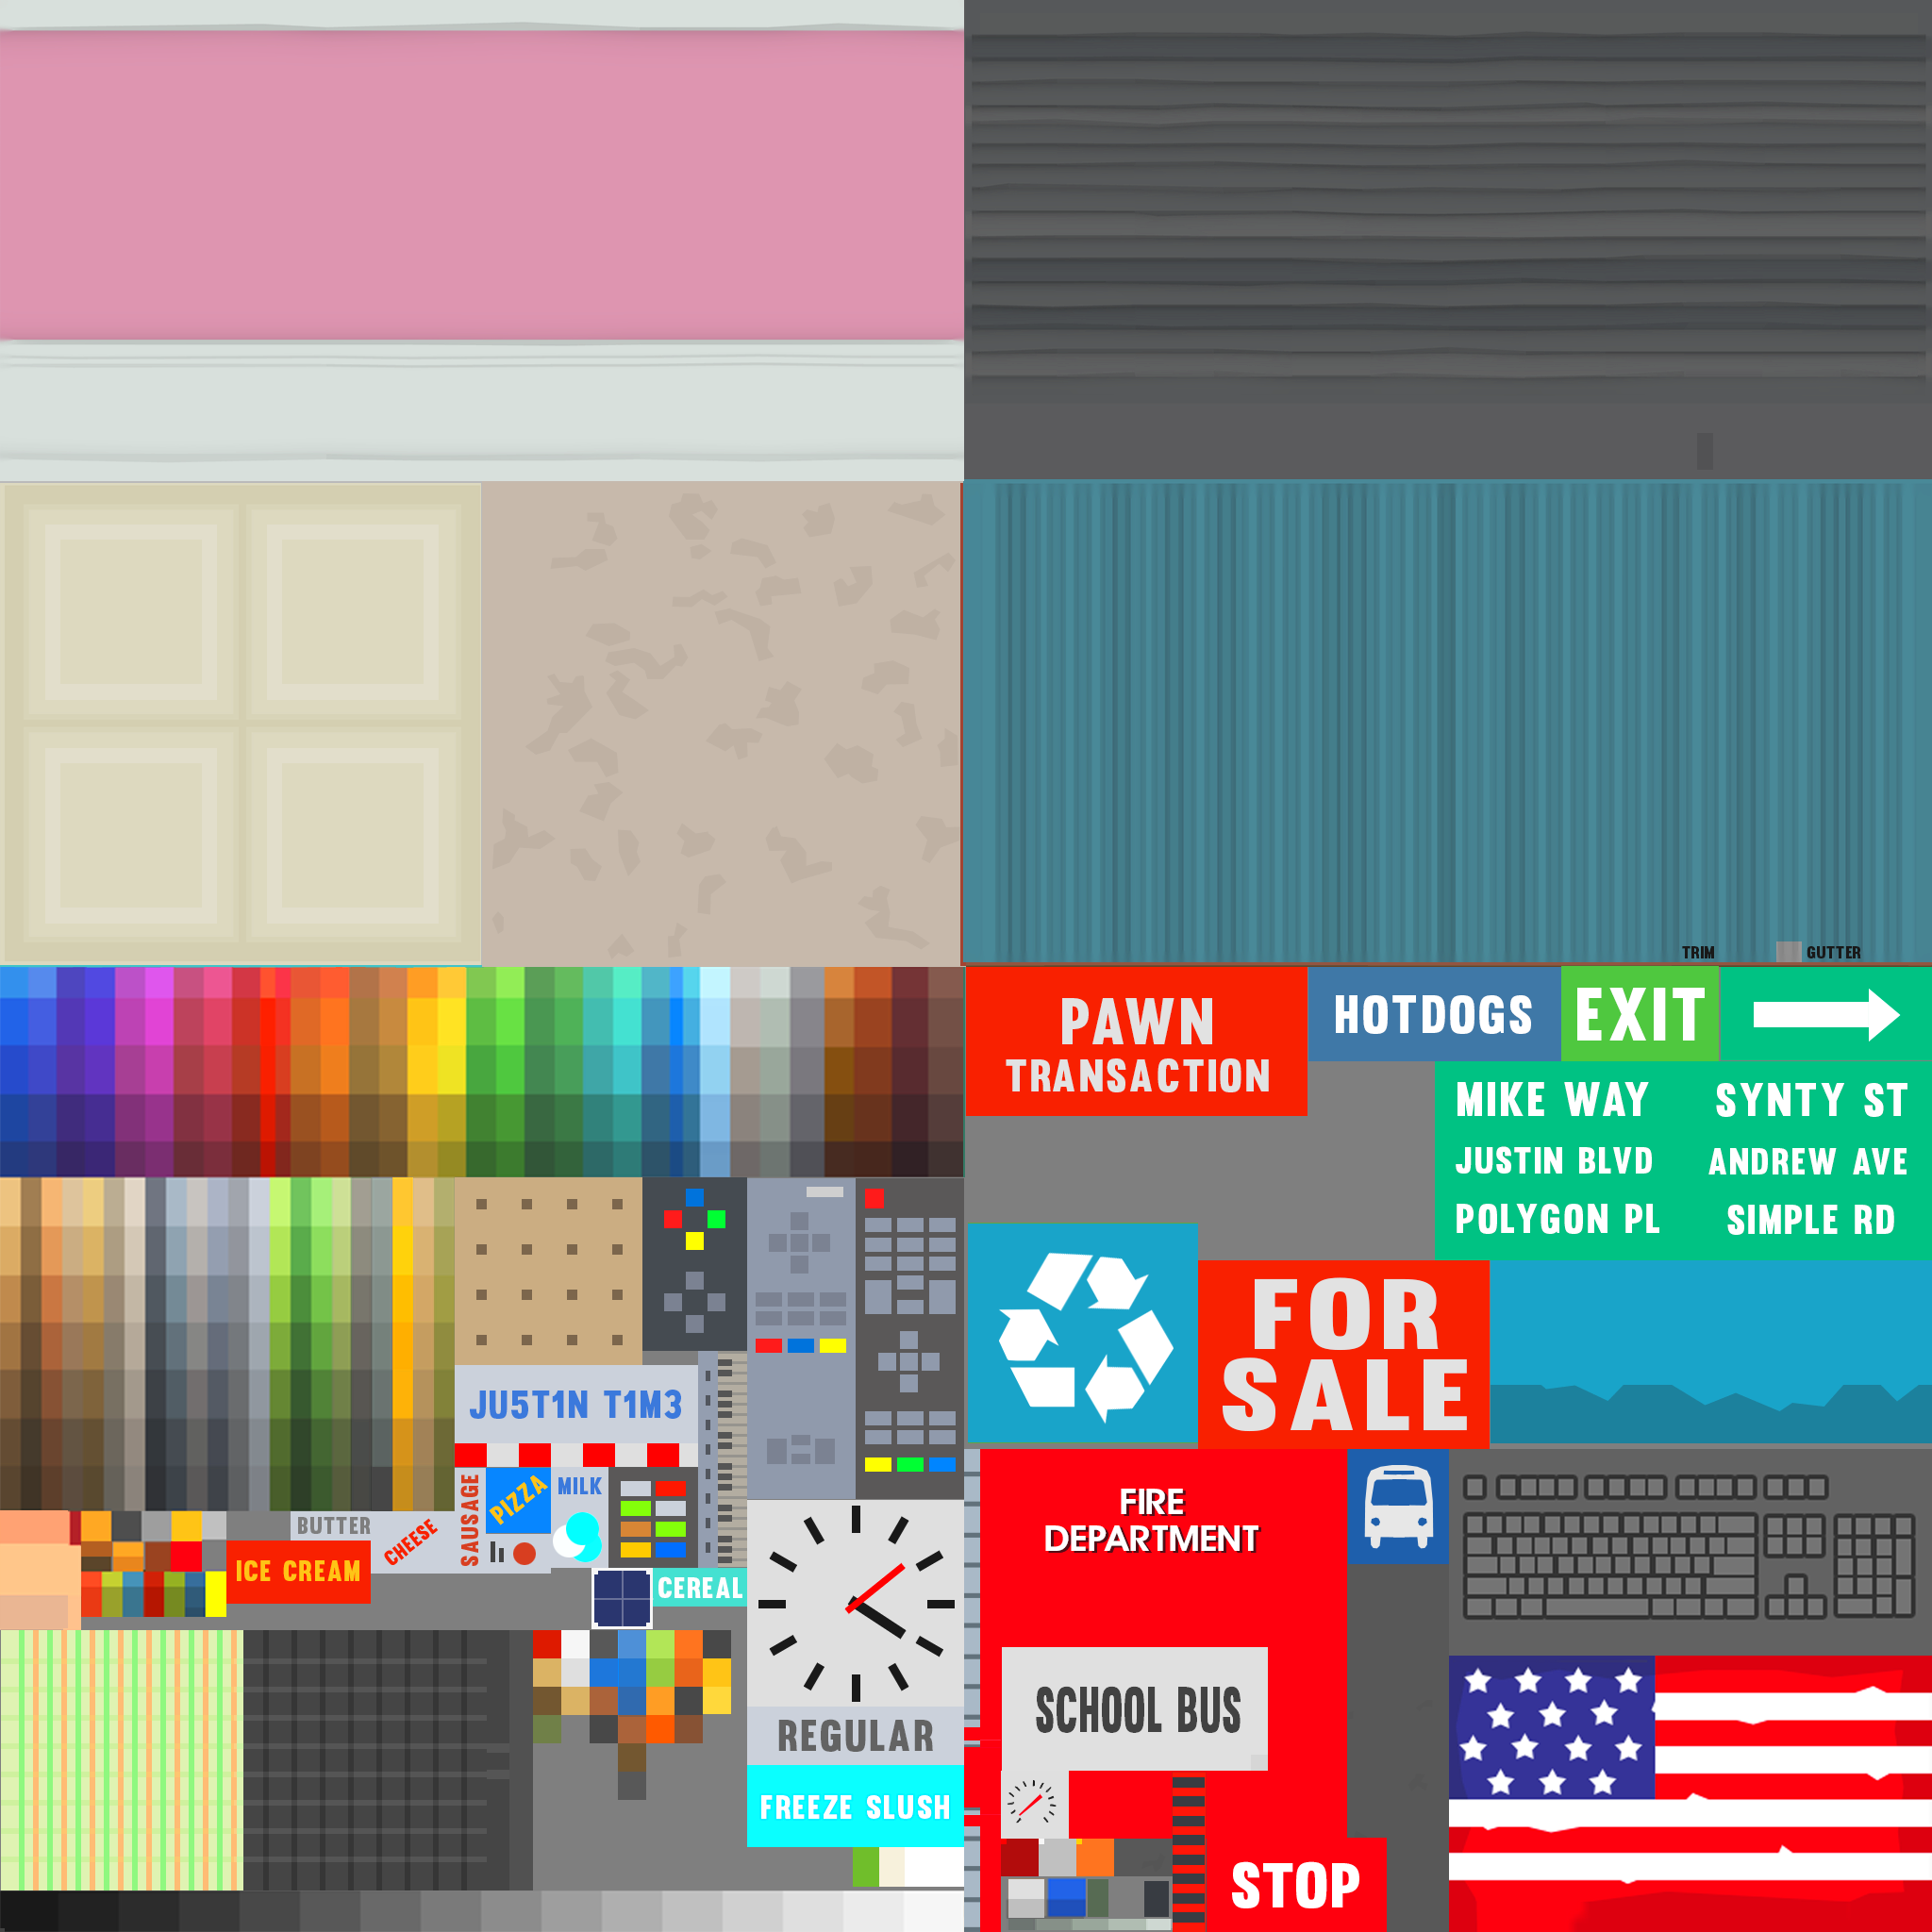 TRIM
GUTTER
PAWN
TRANSACTION
HOTDOGS
EXIT
MIKE WAY
SYNTY ST
JUSTIN BLVD
ANDREW AVE
POLYGON PL
SIMPLE RD
FOR
SALE
JU5T1N T1M3
SAUSAGE
PIZZA
MILK
BUTTER
CHEESE
ICE CREAM
CEREAL
REGULAR
FREEZE SLUSH
FIRE
DEPARTMENT
SCHOOL BUS
STOP